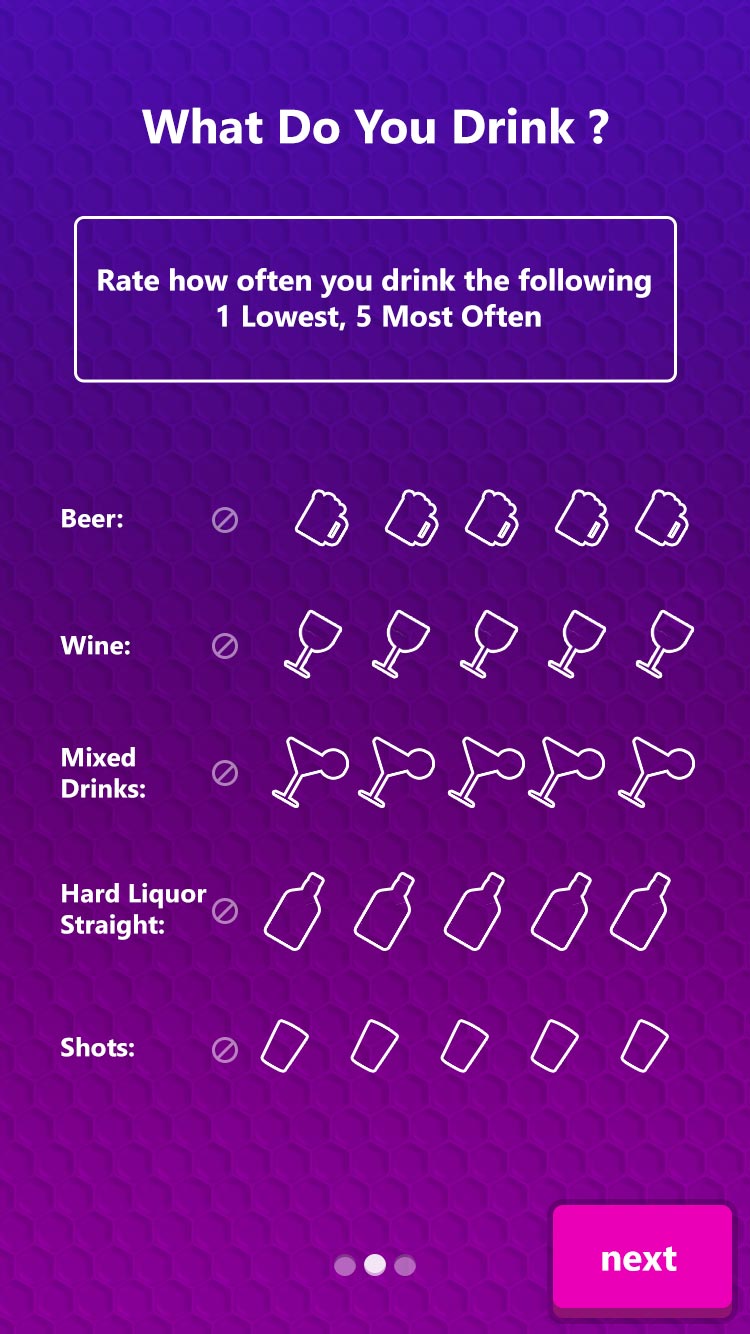 What Do You Drink ?
Rate how often you drink the following
1 Lowest, 5 Most Often
Beer:
Wine:
Mixed
Drinks:
Hard Liquor
Straight:
Shots:
next